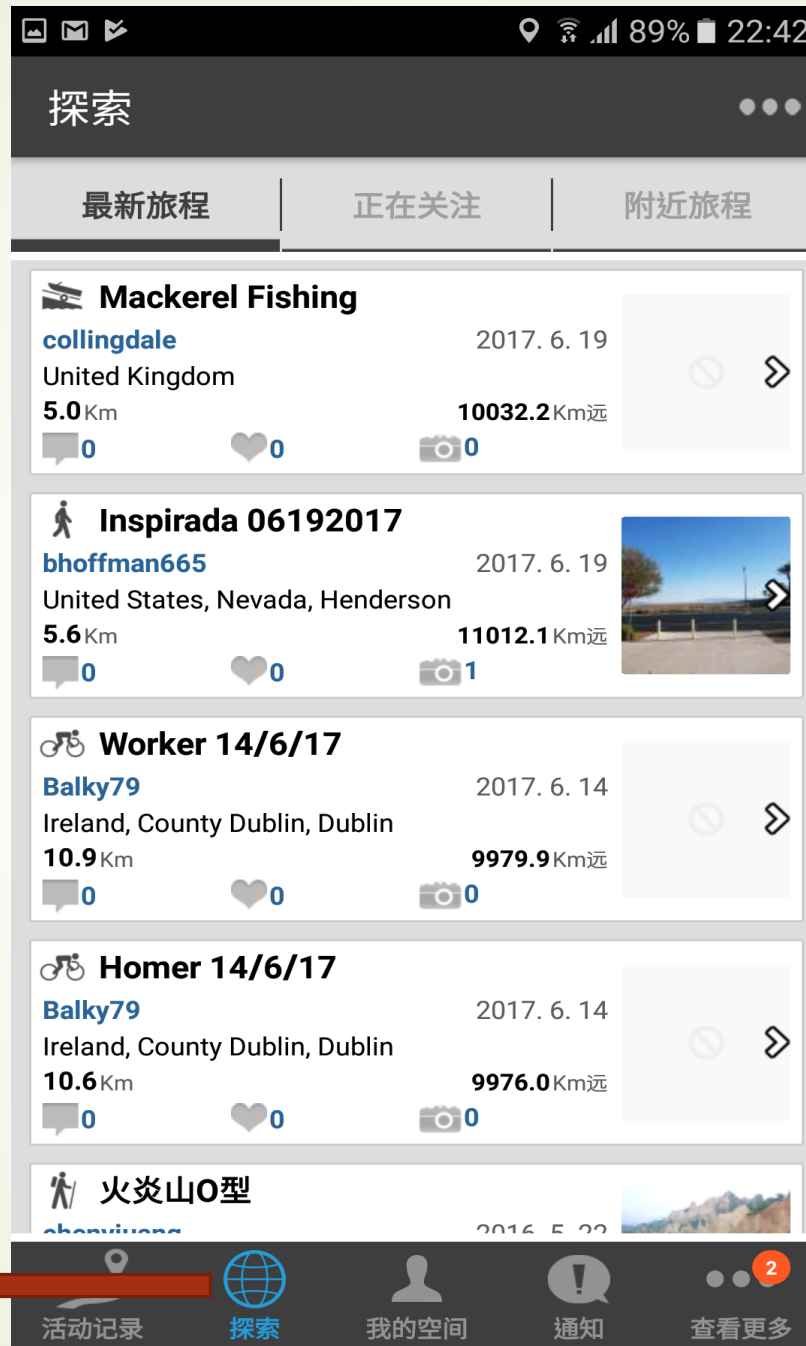 89% 22:42
探索
最新旅程 正在关注 附近旅程
Mackerel Fishing
collingdale 2017. 6. 19
United Kingdom
5.0Km 10032.2Km远
0 0 0
Inspirada 06192017
bhoffman665 2017. 6. 19
United States, Nevada, Henderson
5.6Km 11012.1Km远
0 0 1
Worker 14/6/17
Balky79 2017. 6. 14
Ireland, County Dublin, Dublin
10.9Km 9979.9Km远
0 0 0
Homer 14/6/17
Balky79 2017. 6. 14
Ireland, County Dublin, Dublin
10.6Km 9976.0Km远
0 0 0
火炎山O型
2016. 5. 22
2
活动记录 探索 我的空间 通知 查看更多